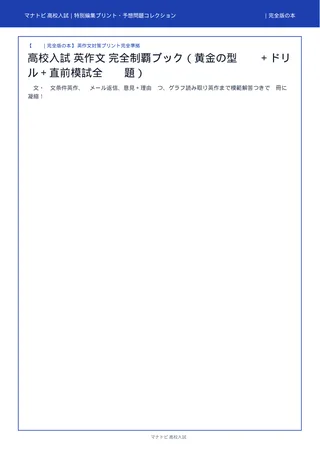 マナトビ 高校入試｜特別編集プリント・予想問題コレクション ｜完全版の本
【 ｜完全版の本】英作文対策プリント完全準拠
高校入試 英作文 完全制覇ブック（黄金の型 ＋ドリ
ル＋直前模試全 題）
文・ 文条件英作、 メール返信、意見＋理由 つ、グラフ読み取り英作まで模範解答つきで 冊に
凝縮！
マナトビ 高校入試